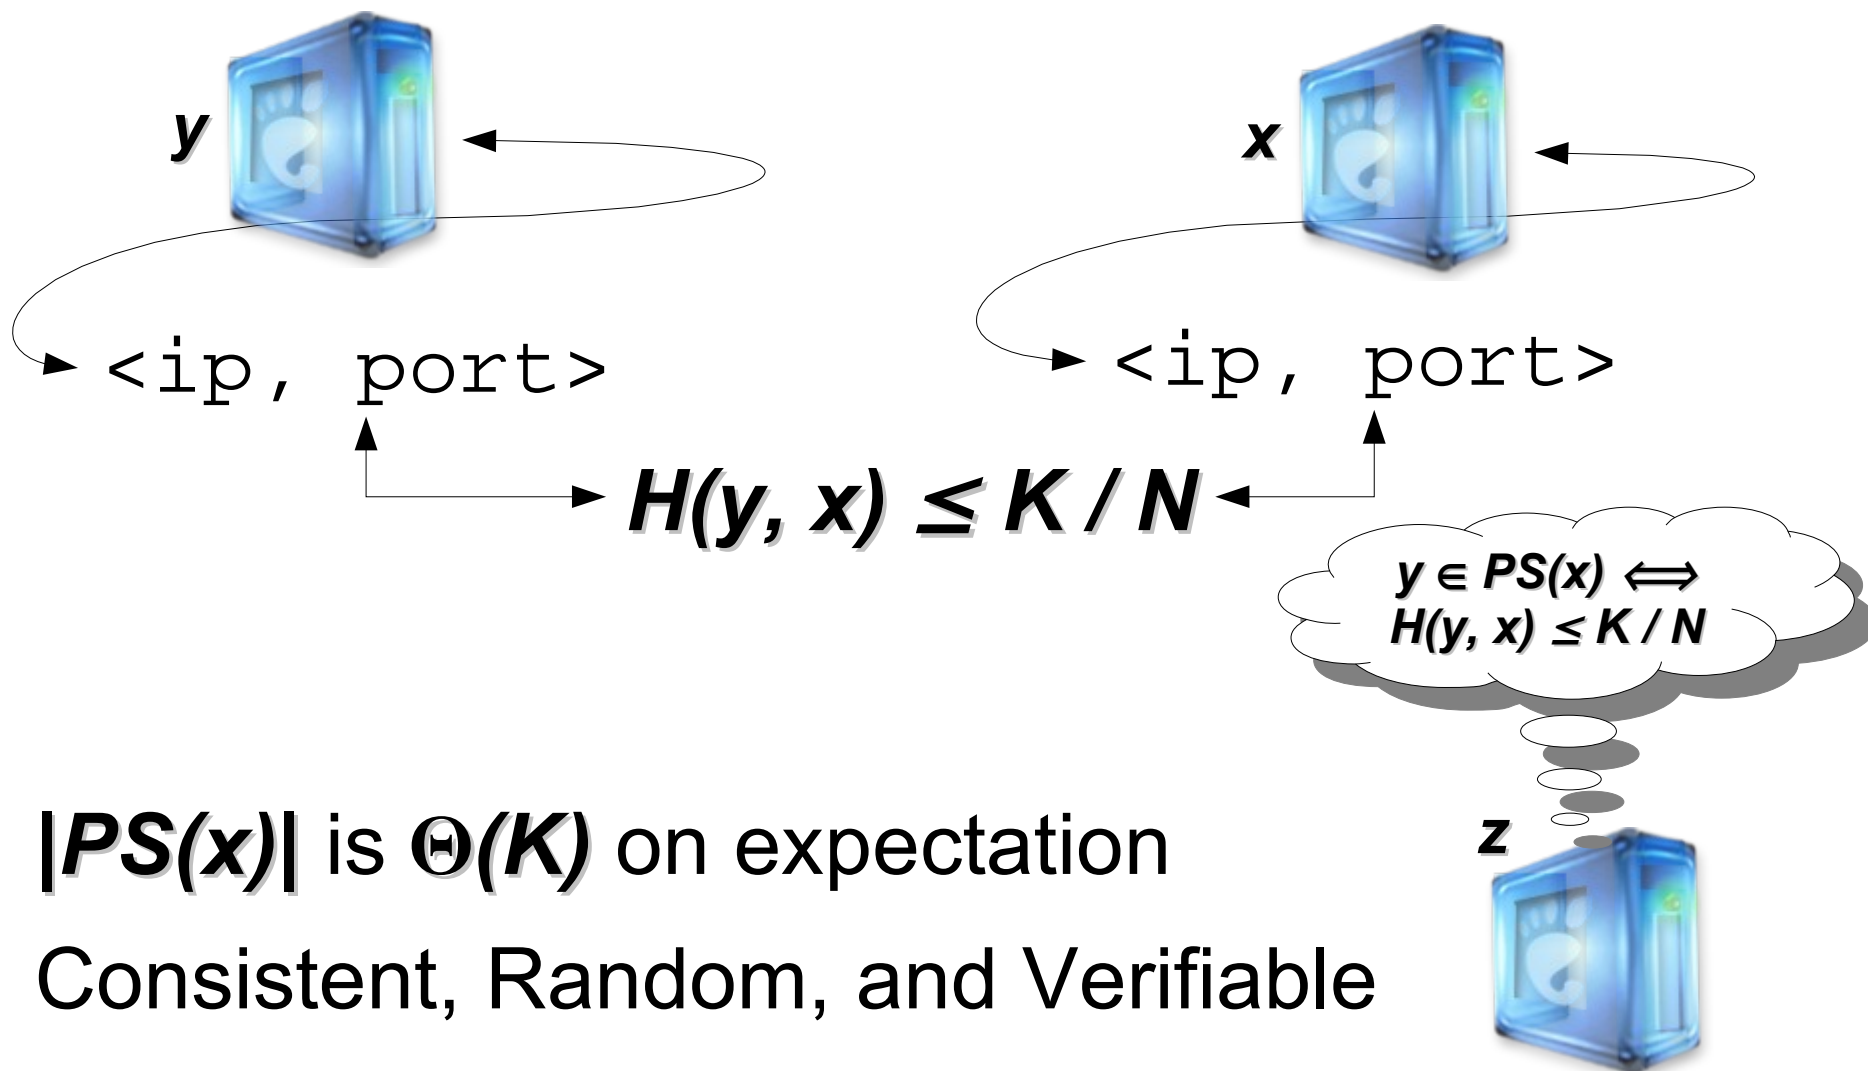 y
x
<ip, port>
<ip, port>
H(y, x) ≤ K / N
y ∈ PS(x) ⟺
H(y, x) ≤ K / N
|PS(x)| is Θ(K) on expectation
z
Consistent, Random, and Verifiable